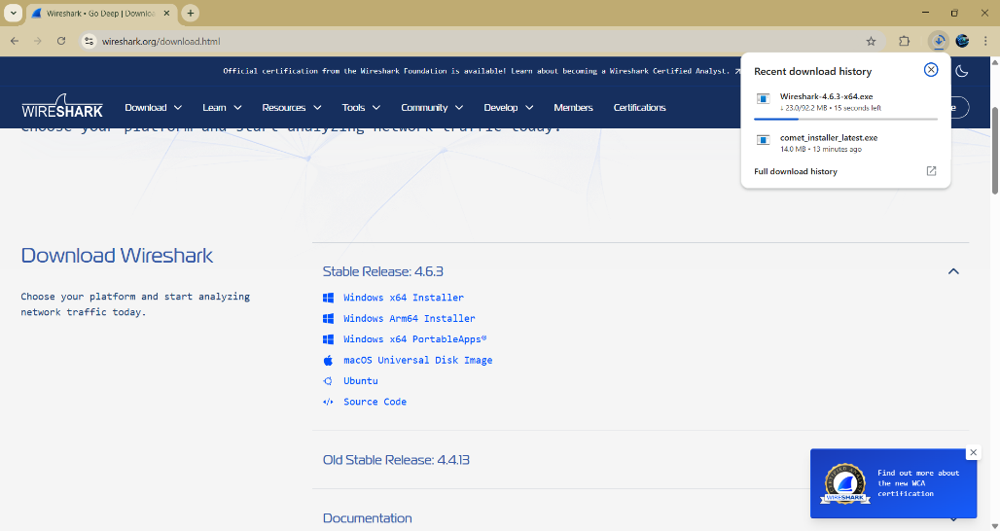 Wireshark • Go Deep | Downloa
wireshark.org/download.html
Official certification from the Wireshark Foundation is available! Learn about becoming a Wireshark Certified Analyst.
WIRESHARK
Download
Learn
Resources
Tools
Community
Develop
Members
Certifications
e
Choose your platform and start analyzing network traffic today.
Recent download history
Wireshark-4.6.3-x64.exe
↓ 23.0/92.2 MB • 15 seconds left
comet_installer_latest.exe
14.0 MB • 13 minutes ago
Full download history
Download Wireshark
Choose your platform and start analyzing
network traffic today.
Stable Release: 4.6.3
Windows x64 Installer
Windows Arm64 Installer
Windows x64 PortableApps®
macOS Universal Disk Image
Ubuntu
Source Code
Old Stable Release: 4.4.13
Documentation
WIRESHARK
Find out more about
the new WCA
certification